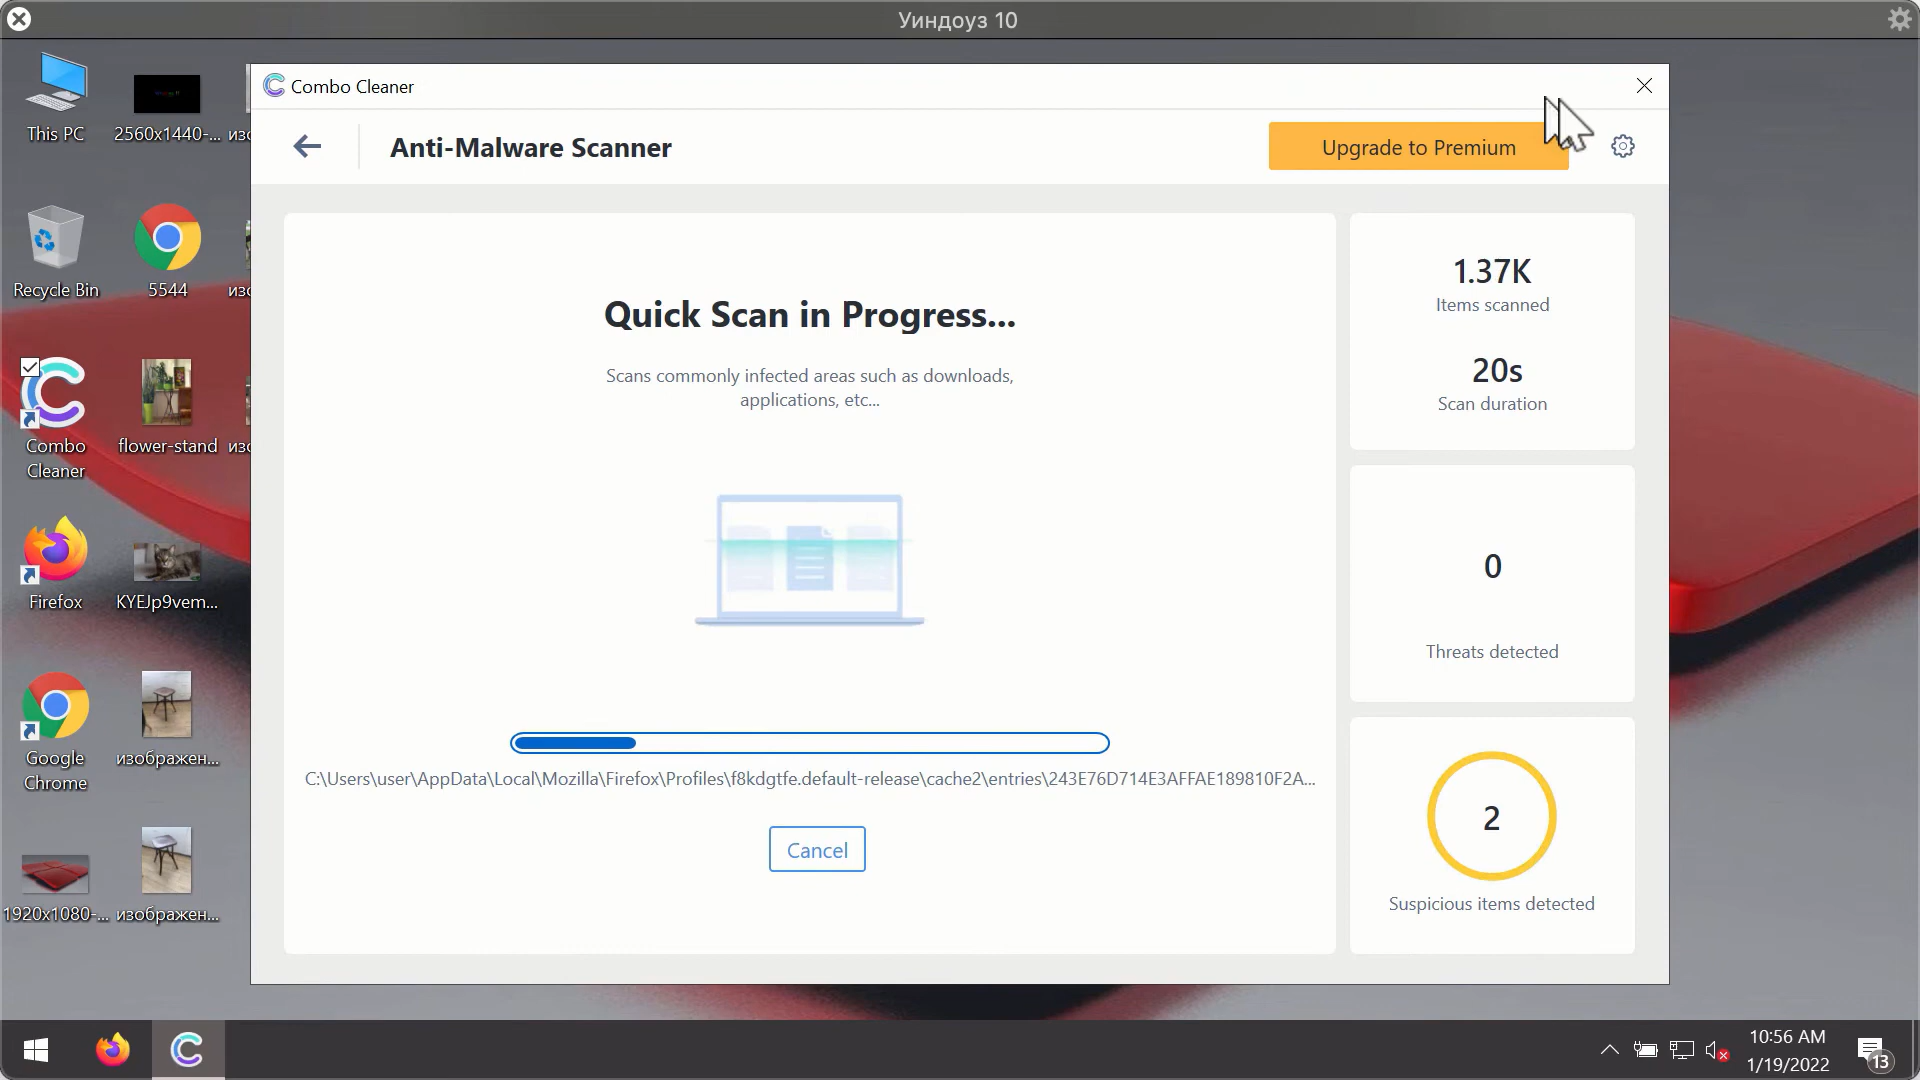 Уиндоуз 10
This PC
2560x1440-...
изо
Recycle Bin
5544
изо
Combo
Cleaner
flower-stand
изо
Firefox
KYEJp9vem...
Google
Chrome
изображен...
1920x1080-...
изображен...
Combo Cleaner
Anti-Malware Scanner
Upgrade to Premium
Quick Scan in Progress...
Scans commonly infected areas such as downloads,
applications, etc...
C:\Users\user\AppData\Local\Mozilla\Firefox\Profiles\f8kdgtfe.default-release\cache2\entries\243E76D714E3AFFAE189810F2A...
Cancel
1.37K
Items scanned
20s
Scan duration
0
Threats detected
2
Suspicious items detected
10:56 AM
1/19/2022
13